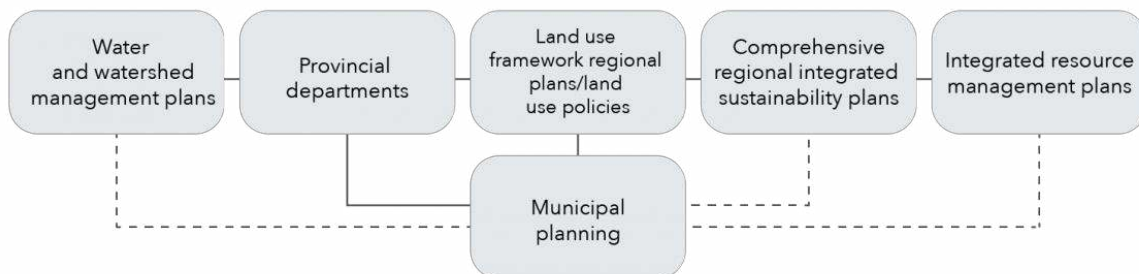 Water
and watershed
management plans
Provincial
departments
Land use
framework regional
plans/land
use policies
Comprehensive
regional integrated
sustainability plans
Integrated resource
management plans
Municipal
planning